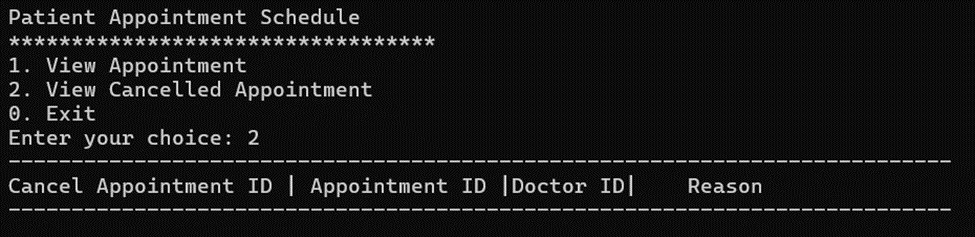 Patient Appointment Schedule
**********************************
1. View Appointment
2. View Cancelled Appointment
0. Exit
Enter your choice: 2
---------------------------------------------------------------------------
Cancel Appointment ID | Appointment ID |Doctor ID|    Reason
---------------------------------------------------------------------------